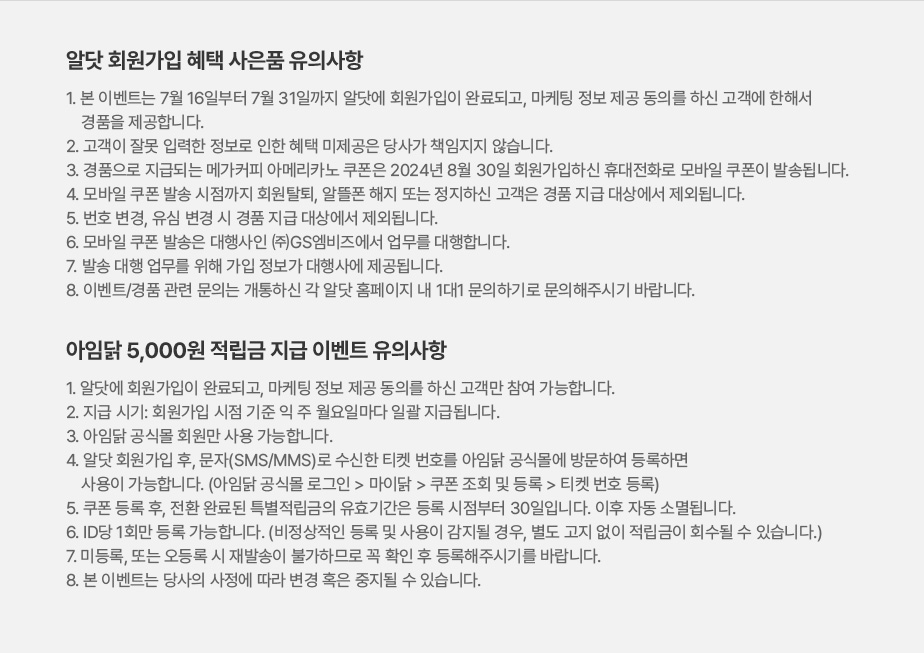 알닷 회원가입 혜택 사은품 유의사항
1. 본 이벤트는 7월 16일부터 7월 31일까지 알닷에 회원가입이 완료되고, 마케팅 정보 제공 동의를 하신 고객에 한해서
경품을 제공합니다.
2. 고객이 잘못 입력한 정보로 인한 혜택 미제공은 당사가 책임지지 않습니다.
3. 경품으로 지급되는 메가커피 아메리카노 쿠폰은 2024년 8월 30일 회원가입하신 휴대전화로 모바일 쿠폰이 발송됩니다.
4. 모바일 쿠폰 발송 시점까지 회원탈퇴, 알뜰폰 해지 또는 정지하신 고객은 경품 지급 대상에서 제외됩니다.
5. 번호 변경, 유심 변경 시 경품 지급 대상에서 제외됩니다.
6. 모바일 쿠폰 발송은 대행사인 ㈜GS엠비즈에서 업무를 대행합니다.
7. 발송 대행 업무를 위해 가입 정보가 대행사에 제공됩니다.
8. 이벤트/경품 관련 문의는 개통하신 각 알닷 홈페이지 내 1대1 문의하기로 문의해주시기 바랍니다.
아임닭 5,000원 적립금 지급 이벤트 유의사항
1. 알닷에 회원가입이 완료되고, 마케팅 정보 제공 동의를 하신 고객만 참여 가능합니다.
2. 지급 시기: 회원가입 시점 기준 익 주 월요일마다 일괄 지급됩니다.
3. 아임닭 공식몰 회원만 사용 가능합니다.
4. 알닷 회원가입 후, 문자(SMS/MMS)로 수신한 티켓 번호를 아임닭 공식몰에 방문하여 등록하면
사용이 가능합니다. (아임닭 공식몰 로그인 > 마이닭 > 쿠폰 조회 및 등록 > 티켓 번호 등록)
5. 쿠폰 등록 후, 전환 완료된 특별적립금의 유효기간은 등록 시점부터 30일입니다. 이후 자동 소멸됩니다.
6. ID당 1회만 등록 가능합니다. (비정상적인 등록 및 사용이 감지될 경우, 별도 고지 없이 적립금이 회수될 수 있습니다.)
7. 미등록, 또는 오등록 시 재발송이 불가하므로 꼭 확인 후 등록해주시기를 바랍니다.
8. 본 이벤트는 당사의 사정에 따라 변경 혹은 중지될 수 있습니다.